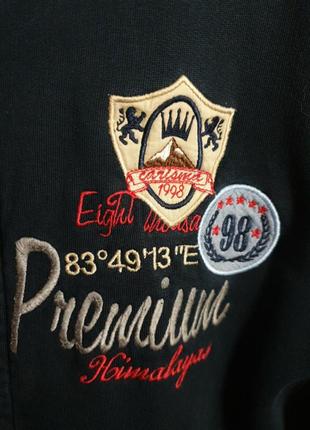 carisma
1998
Eight
98
83°49'13"E
Premium
Himalayas